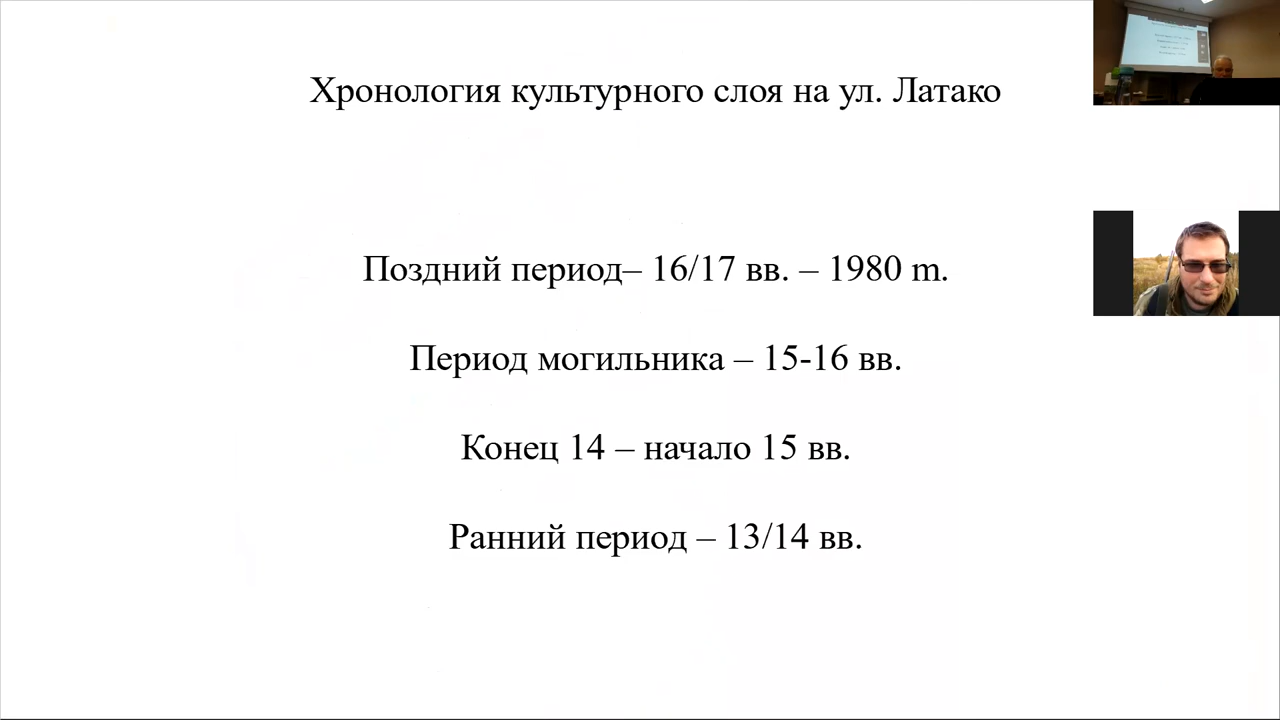 Хронология культурного слоя на ул. Латако
Поздний период– 16/17 вв. – 1980 m.
Период могильника – 15-16 вв.
Конец 14 – начало 15 вв.
Ранний период – 13/14 вв.